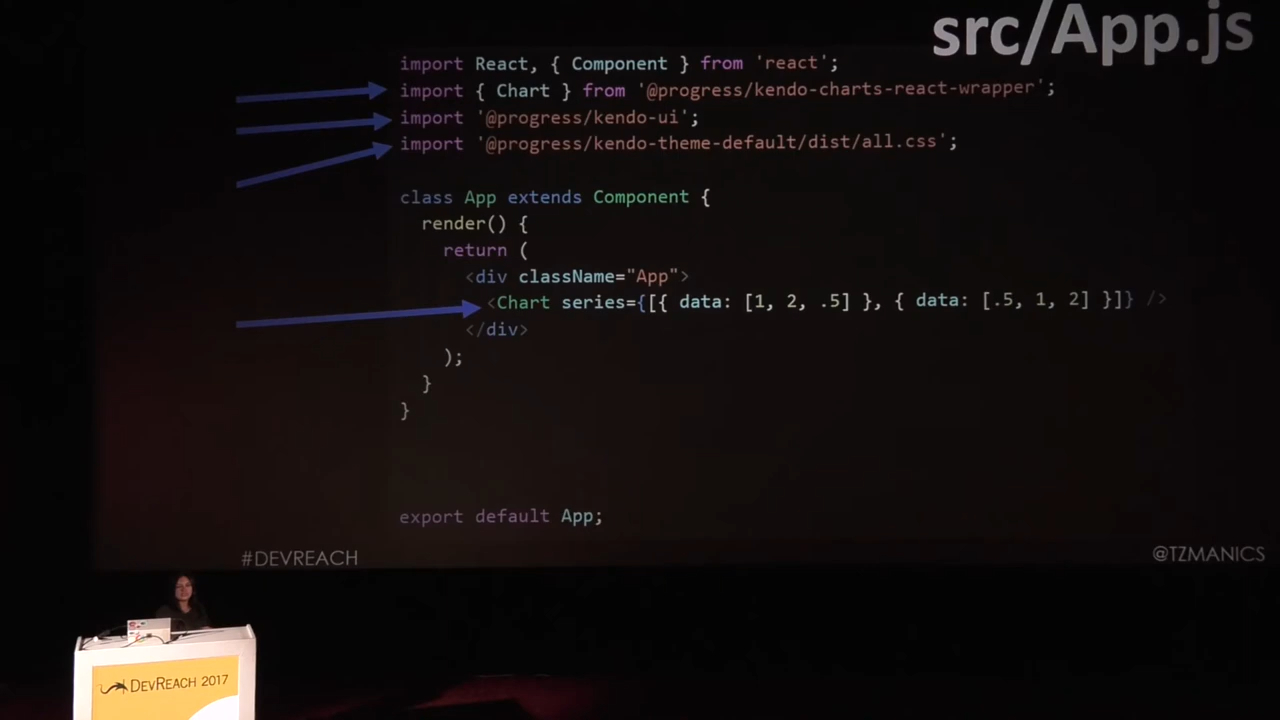 src/App.js
import React, { Component } from 'react';
import { Chart } from '@progress/kendo-charts-react-wrapper';
import '@progress/kendo-ui';
import '@progress/kendo-theme-default/dist/all.css';
class App extends Component {
render() {
return (
<div className="App">
<Chart series={[{ data: [1, 2, .5] }, { data: [.5, 1, 2] }]} />
</div>
);
}
}
export default App;
#DEVREACH
@TZMANICS
DEVREACH 2017